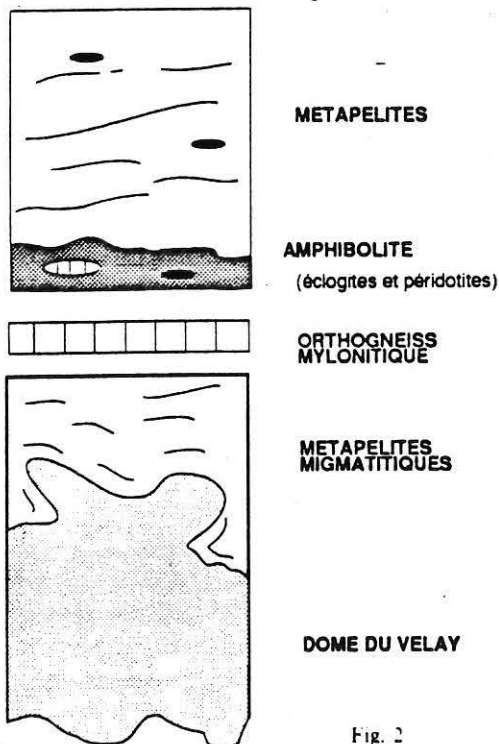 METAPELITES
AMPHIBOLITE
(éclogites et péridotites)
ORTHOGNEISS
MYLONITIQUE
METAPELITES
MIGMATITIQUES
DOME DU VELAY
Fig. 2